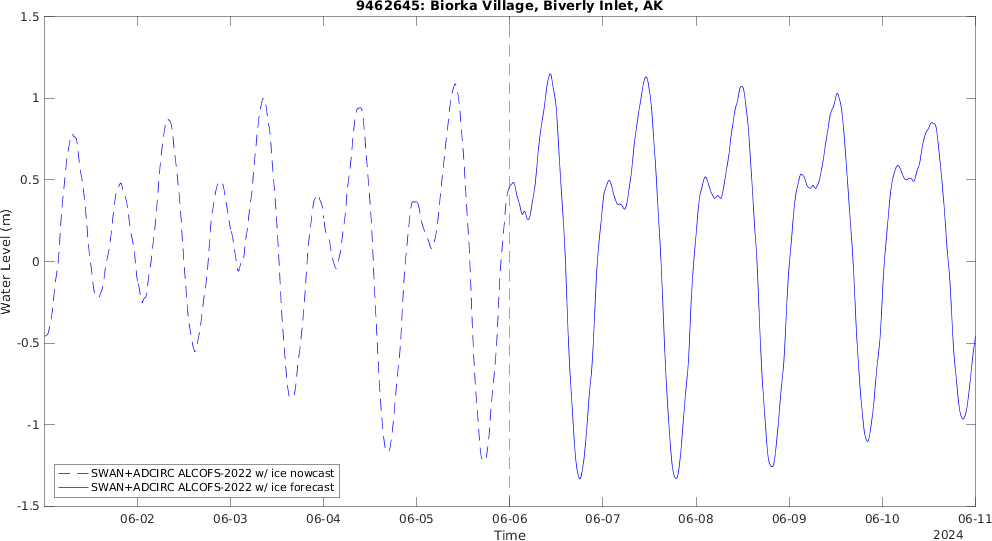 9462645: Biorka Village, Biverly Inlet, AK
Water Level (m)
1.5
1
0.5
0
-0.5
-1
-1.5
SWAN+ADCIRC ALCOFS-2022 w/ ice nowcast
SWAN+ADCIRC ALCOFS-2022 w/ ice forecast
06-02 06-03 06-04 06-05 06-06 06-07 06-08 06-09 06-10 06-11
Time
2024